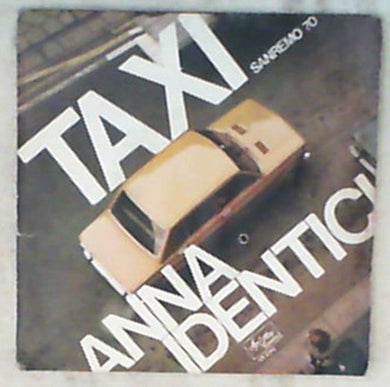 TAXI
SANREMO 70
ANNA
IDENTICI